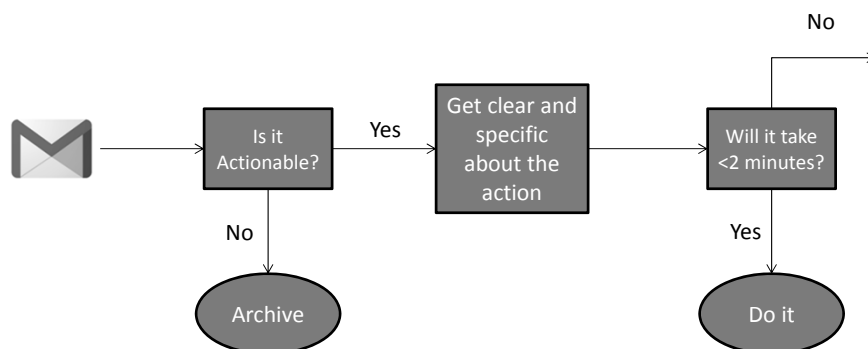 No
Is it
Actionable?
Yes
Get clear and
specific
about the
action
Will it take
<2 minutes?
No
Yes
Archive
Do it